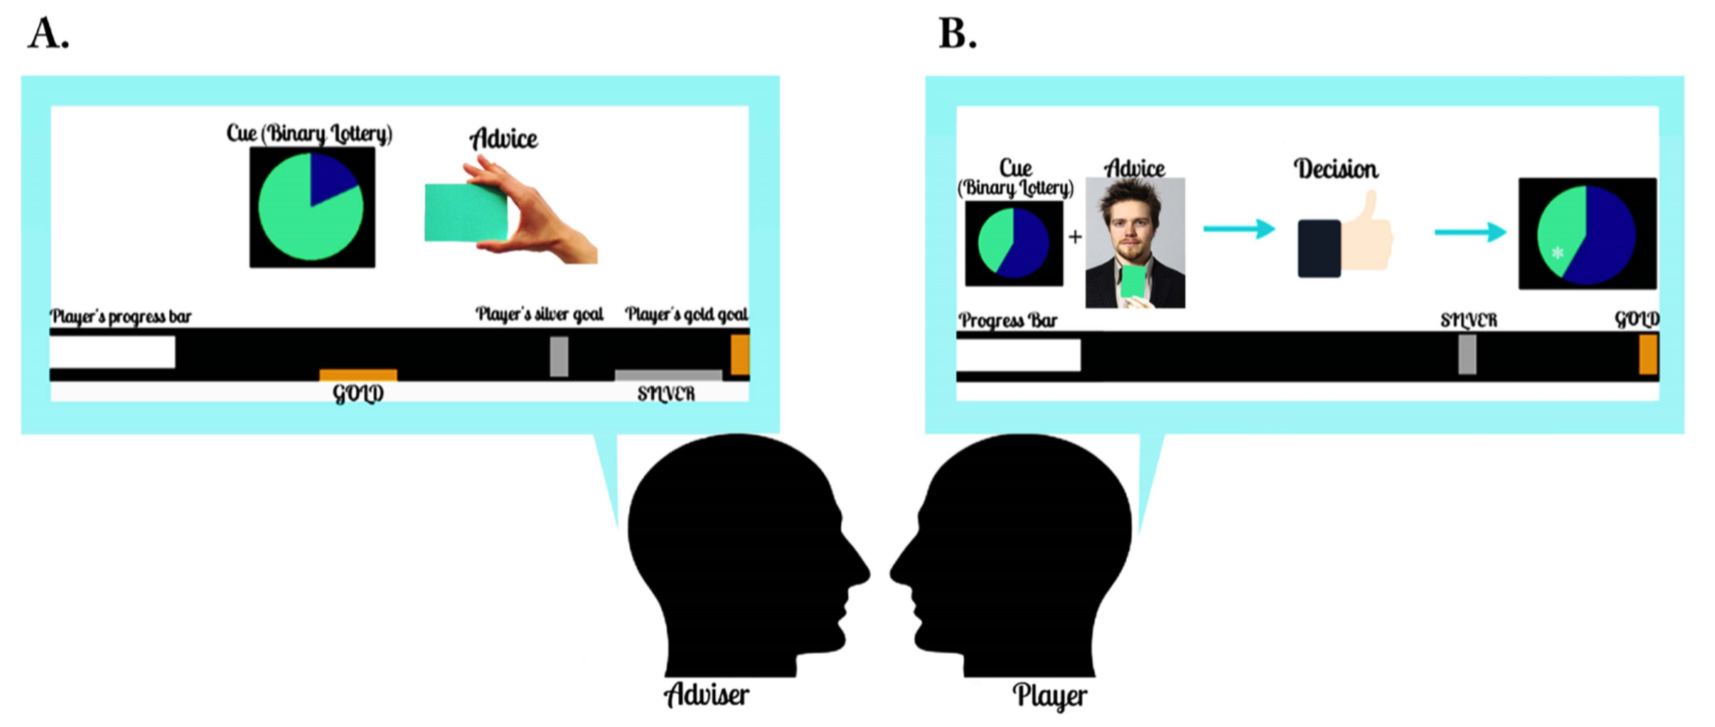 A.
Cue (Binary Lottery)
Advice
Player's progress bar
Player's silver goal
Player's gold goal
GOLD
SILVER
Adviser
B.
Cue
(Binary Lottery)
+
Advice
Decision
*
Progress Bar
SILVER
GOLD
Player